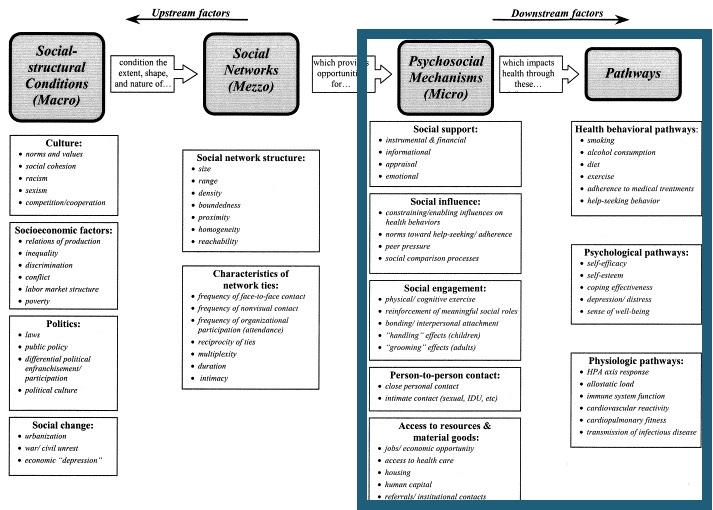 Upstream factors
Downstream factors
Social-
structural
Conditions
(Macro)
condition the
extent, shape,
and nature of…
Social
Networks
(Mezzo)
which provides
opportunities
for…
Psychosocial
Mechanisms
(Micro)
which impacts
health through
these…
Pathways
Culture:
• norms and values
• social cohesion
• racism
• sexism
• competition/cooperation
Socioeconomic factors:
• relations of production
• inequality
• discrimination
• conflict
• labor market structure
• poverty
Politics:
• laws
• public policy
• differential political
enfranchisement/
participation
• political culture
Social change:
• urbanization
• war/ civil unrest
• economic “depression”
Social network structure:
• size
• range
• density
• boundedness
• proximity
• homogeneity
• reachability
Characteristics of
network ties:
• frequency of face-to-face contact
• frequency of nonvisual contact
• frequency of organizational
participation (attendance)
• reciprocity of ties
• multiplexity
• duration
• intimacy
Social support:
• instrumental & financial
• informational
• appraisal
• emotional
Social influence:
• constraining/enabling influences on
health behaviors
• norms toward help-seeking/ adherence
• peer pressure
• social comparison processes
Social engagement:
• physical/ cognitive exercise
• reinforcement of meaningful social roles
• bonding/ interpersonal attachment
• “handling” effects (children)
• “grooming” effects (adults)
Person-to-person contact:
• close personal contact
• intimate contact (sexual, IDU, etc)
Access to resources &
material goods:
• jobs/ economic opportunity
• access to health care
• housing
• human capital
• referrals/ institutional contacts
Health behavioral pathways:
• smoking
• alcohol consumption
• diet
• exercise
• adherence to medical treatments
• help-seeking behavior
Psychological pathways:
• self-efficacy
• self-esteem
• coping effectiveness
• depression/ distress
• sense of well-being
Physiologic pathways:
• HPA axis response
• allostatic load
• immune system function
• cardiovascular reactivity
• cardiopulmonary fitness
• transmission of infectious disease